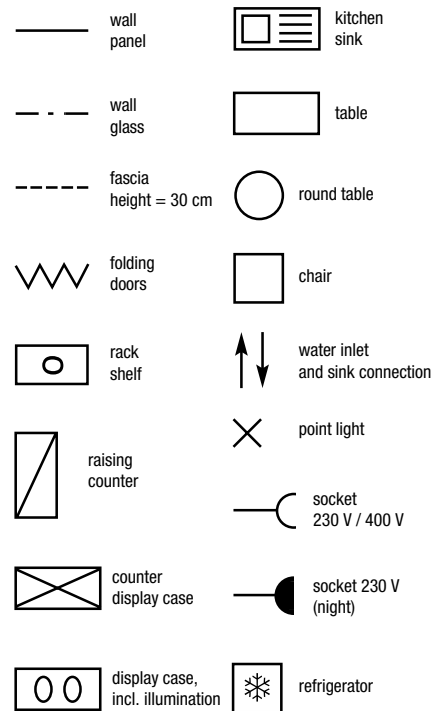 wall
panel
wall
glass
fascia
height = 30 cm
folding
doors
rack
shelf
raising
counter
counter
display case
display case,
incl. illumination
kitchen
sink
table
round table
chair
water inlet
and sink connection
point light
socket
230 V / 400 V
socket 230 V
(night)
refrigerator